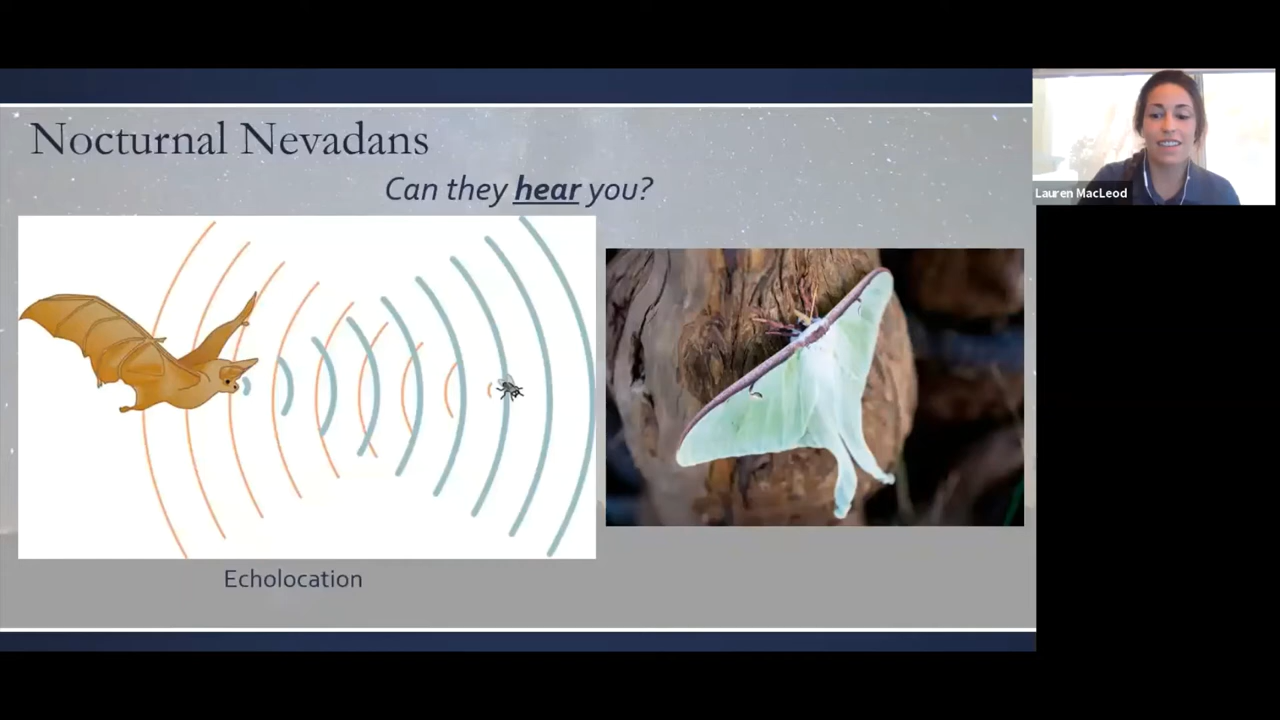 Nocturnal Nevadans
Can they hear you?
Lauren MacLeod
Echolocation